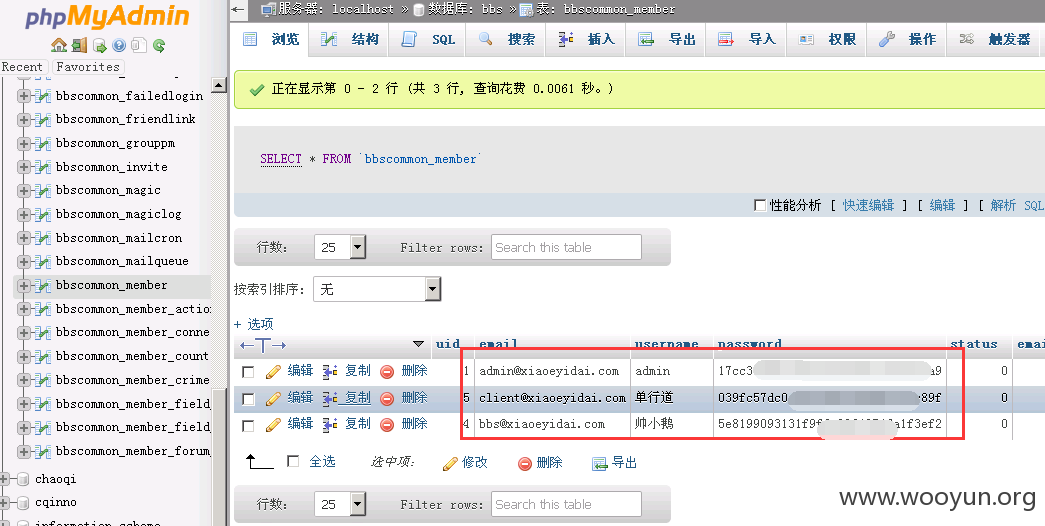 phpMyAdmin
Recent Favorites
bbscommon_failedlogin
bbscommon_friendlink
bbscommon_grouppm
bbscommon_invite
bbscommon_magic
bbscommon_magiclog
bbscommon_mailcron
bbscommon_mailqueue
bbscommon_member
bbscommon_member_action
bbscommon_member_conne
bbscommon_member_count
bbscommon_member_crime
bbscommon_member_field_
bbscommon_member_field_
bbscommon_member_forum_
chaoqi
cqinno
information_schema
服务器: localhost » 数据库: bbs » 表: bbscommon_member
浏览 结构 SQL 搜索 插入 导出 导入 权限 操作 触发器
正在显示第 0 - 2 行 (共 3 行, 查询花费 0.0061 秒。)
SELECT * FROM `bbscommon_member`
性能分析 [ 快速编辑 ] [ 编辑 ] [ 解析 SQL
行数: 25 Filter rows: Search this table
按索引排序: 无
+ 选项
←T→ uid email username password status emai
编辑 复制 删除 1 admin@xiaoeyidai.com admin 17cc3 a9 0
编辑 复制 删除 5 client@xiaoeyidai.com 单行道 039fc57dc0 89f 0
编辑 复制 删除 4 bbs@xiaoeyidai.com 帅小鹅 5e8199093131f9 a1f3ef2 0
全选 选中项: 修改 删除 导出
行数: 25 Filter rows: Search this table
www.wooyun.org